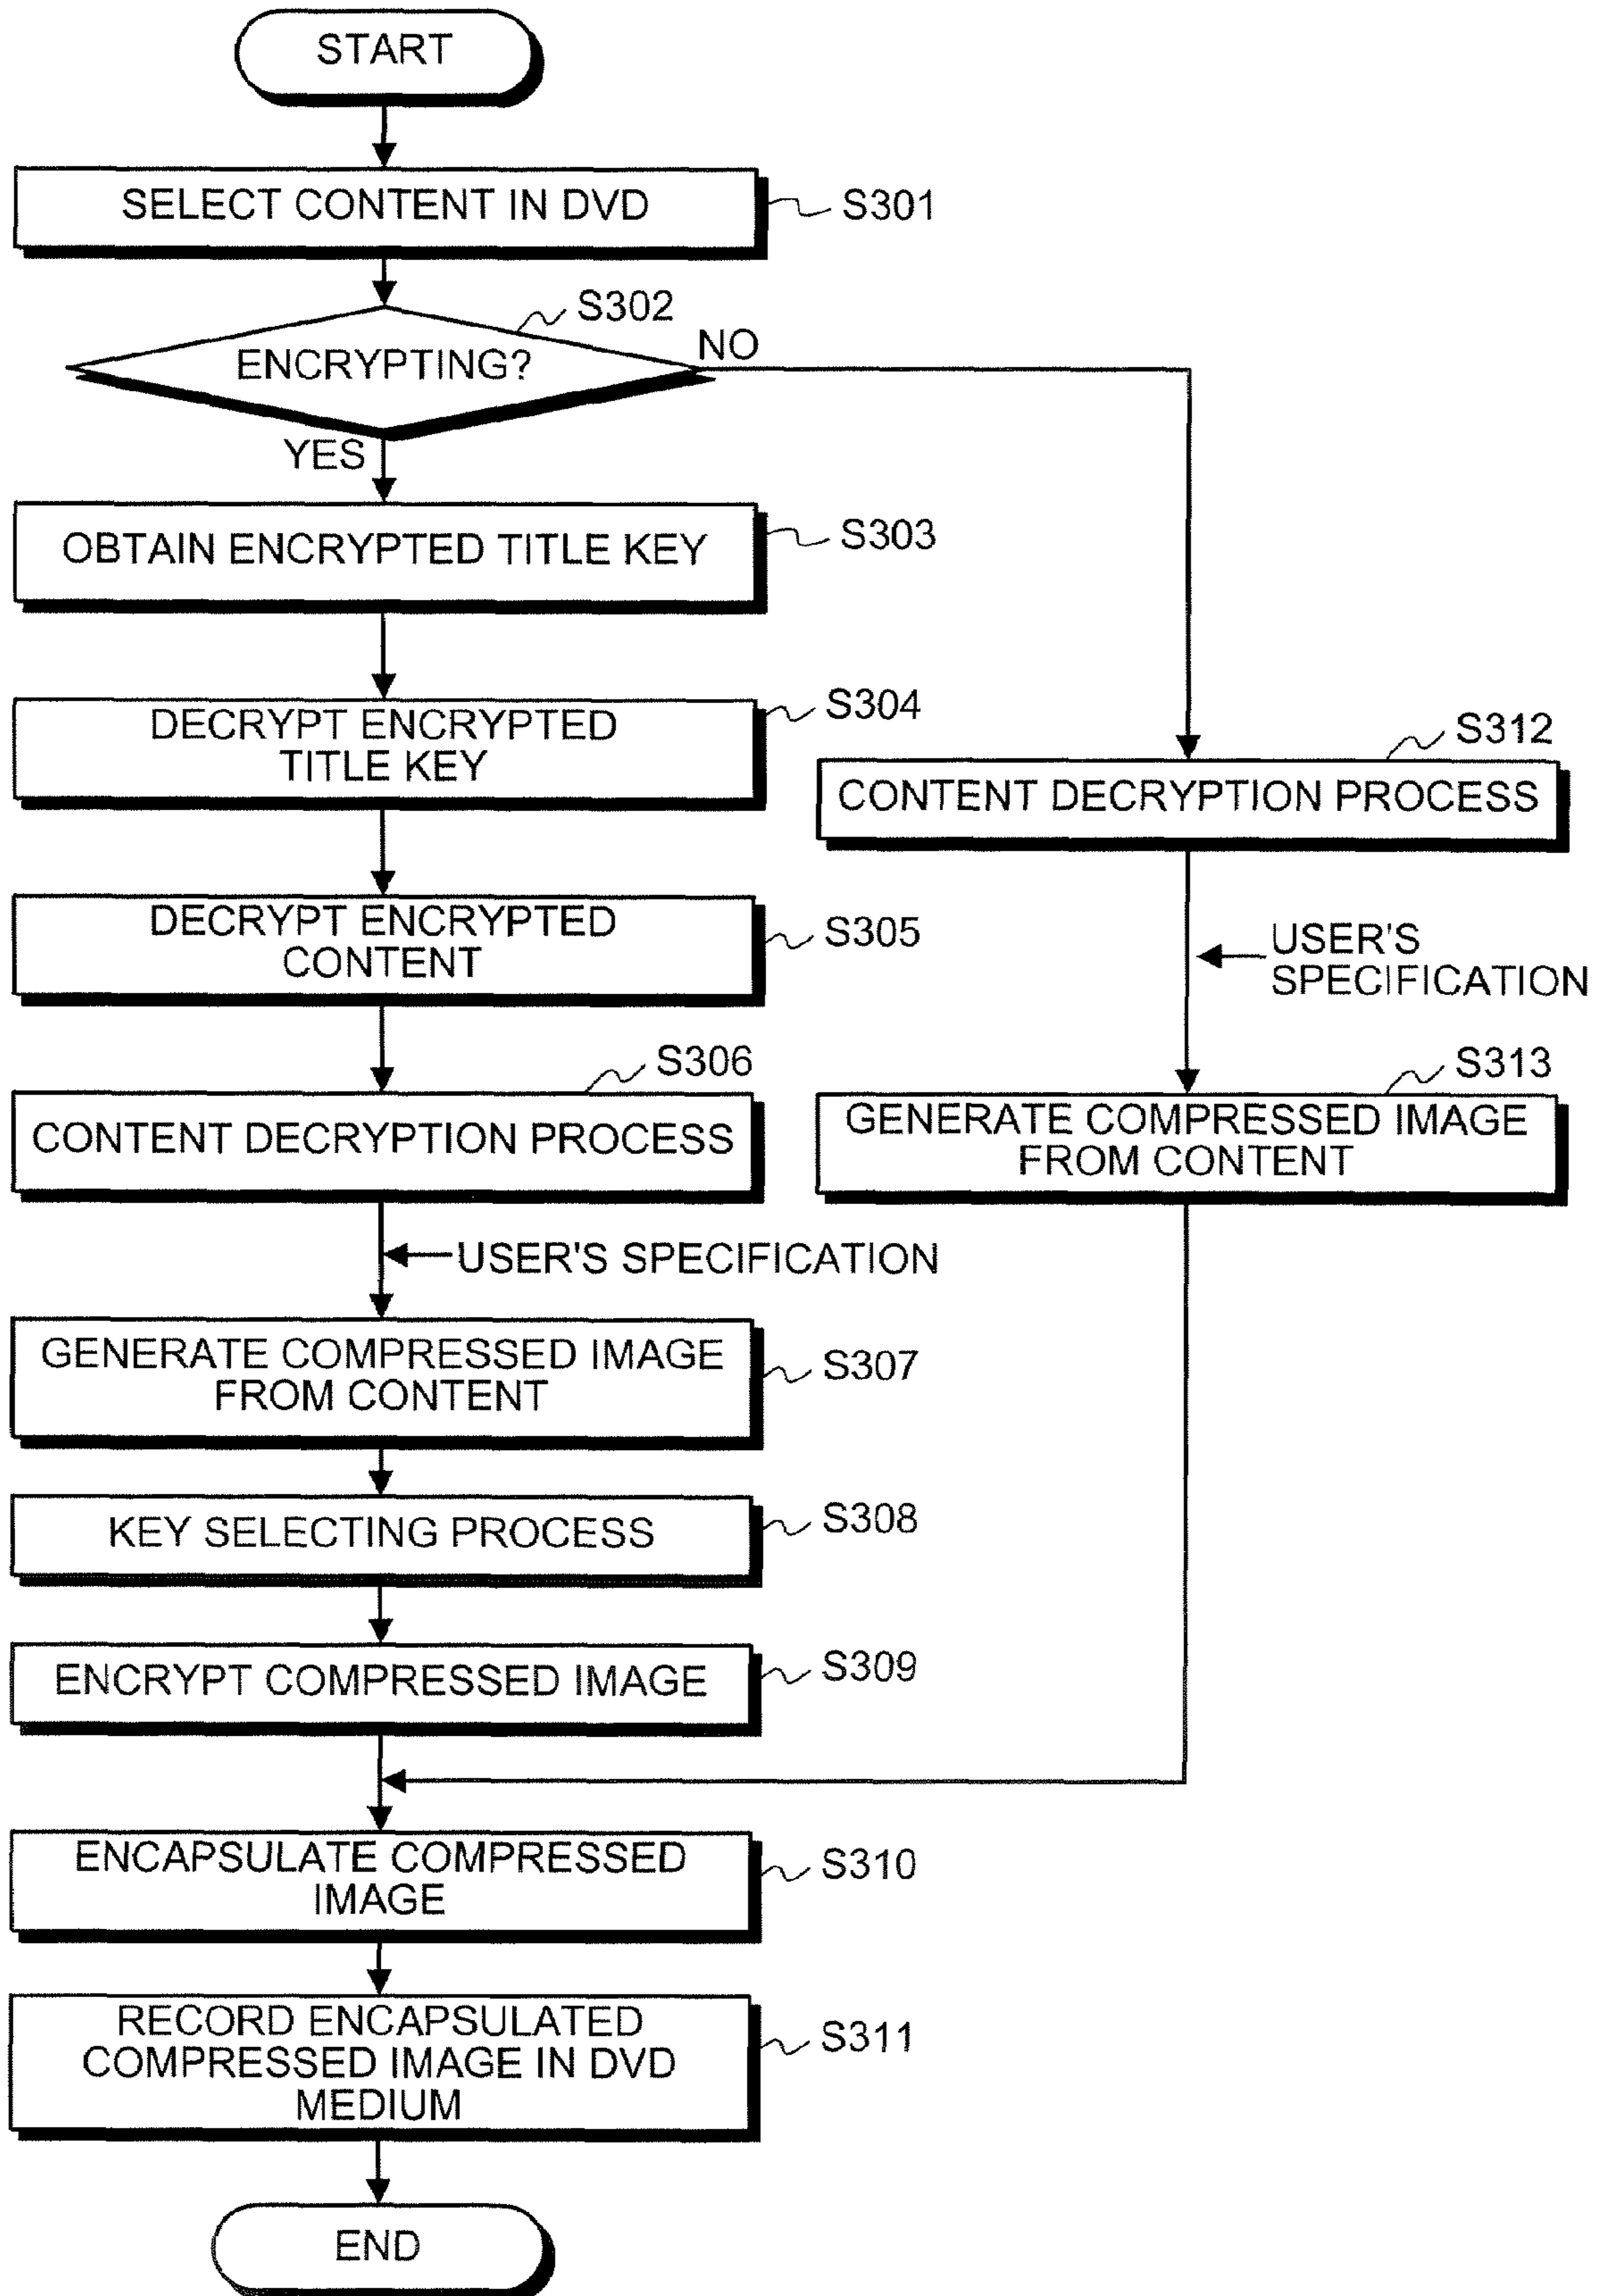 START
SELECT CONTENT IN DVD
S301
S302
ENCRYPTING?
NO
YES
OBTAIN ENCRYPTED TITLE KEY
S303
DECRYPT ENCRYPTED
TITLE KEY
S304
DECRYPT ENCRYPTED
CONTENT
S305
S306
CONTENT DECRYPTION PROCESS
USER'S SPECIFICATION
GENERATE COMPRESSED IMAGE
FROM CONTENT
S307
KEY SELECTING PROCESS
S308
ENCRYPT COMPRESSED IMAGE
S309
S312
CONTENT DECRYPTION PROCESS
USER'S
SPECIFICATION
S313
GENERATE COMPRESSED IMAGE
FROM CONTENT
ENCAPSULATE COMPRESSED
IMAGE
S310
RECORD ENCAPSULATED
COMPRESSED IMAGE IN DVD
MEDIUM
S311
END